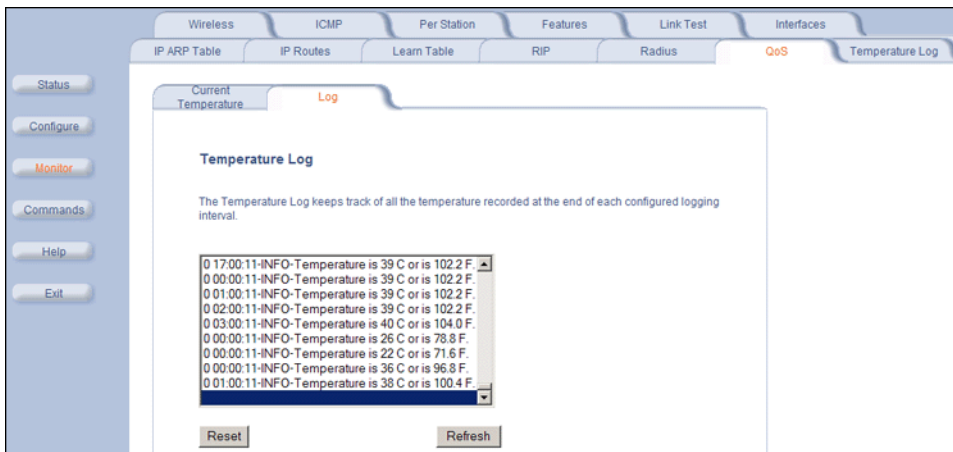 Wireless
ICMP
Per Station
Features
Link Test
Interfaces
IP ARP Table
IP Routes
Learn Table
RIP
Radius
QoS
Temperature Log
Status
Configure
Monitor
Commands
Help
Exit
Current
Temperature
Log
Temperature Log
The Temperature Log keeps track of all the temperature recorded at the end of each configured logging
interval.
0 17:00:11-INFO-Temperature is 39 C or is 102.2 F.
0 00:00:11-INFO-Temperature is 39 C or is 102.2 F.
0 01:00:11-INFO-Temperature is 39 C or is 102.2 F.
0 02:00:11-INFO-Temperature is 39 C or is 102.2 F.
0 03:00:11-INFO-Temperature is 40 C or is 104.0 F.
0 00:00:11-INFO-Temperature is 26 C or is 78.8 F.
0 00:00:11-INFO-Temperature is 22 C or is 71.6 F.
0 00:00:11-INFO-Temperature is 36 C or is 96.8 F.
0 01:00:11-INFO-Temperature is 38 C or is 100.4 F.
Reset
Refresh